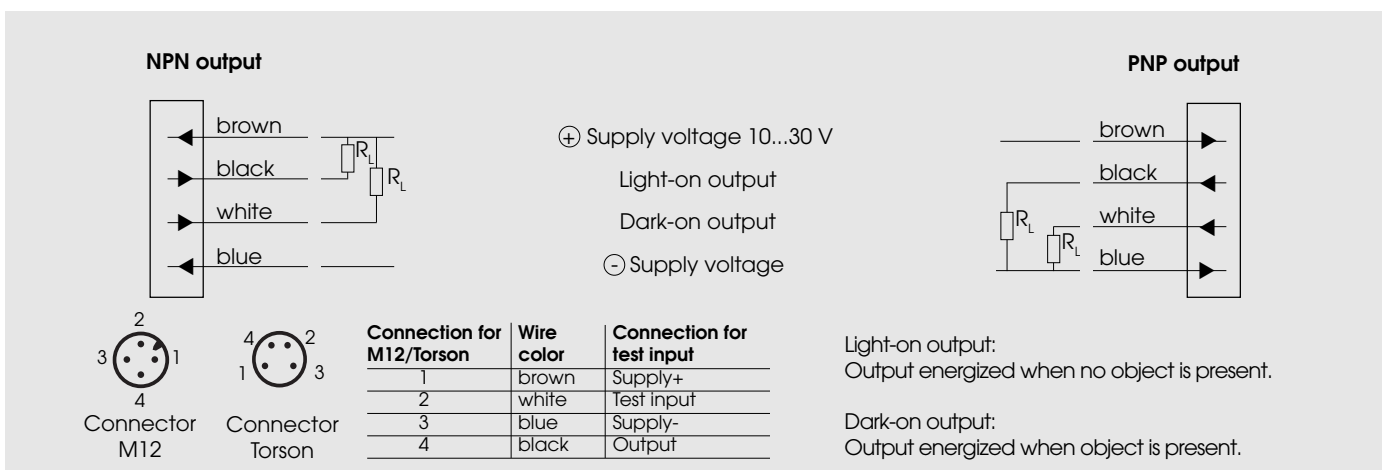 NPN output
PNP output
brown
black
white
blue
R_L
R_L
+ Supply voltage 10...30 V
Light-on output
Dark-on output
- Supply voltage
brown
black
white
blue
R_L
R_L
2
3
1
4
Connector
M12
4
2
1
3
Connector
Torson
Connection for M12/Torson | Wire color | Connection for test input
1 | brown | Supply+
2 | white | Test input
3 | blue | Supply-
4 | black | Output
Light-on output:
Output energized when no object is present.
Dark-on output:
Output energized when object is present.